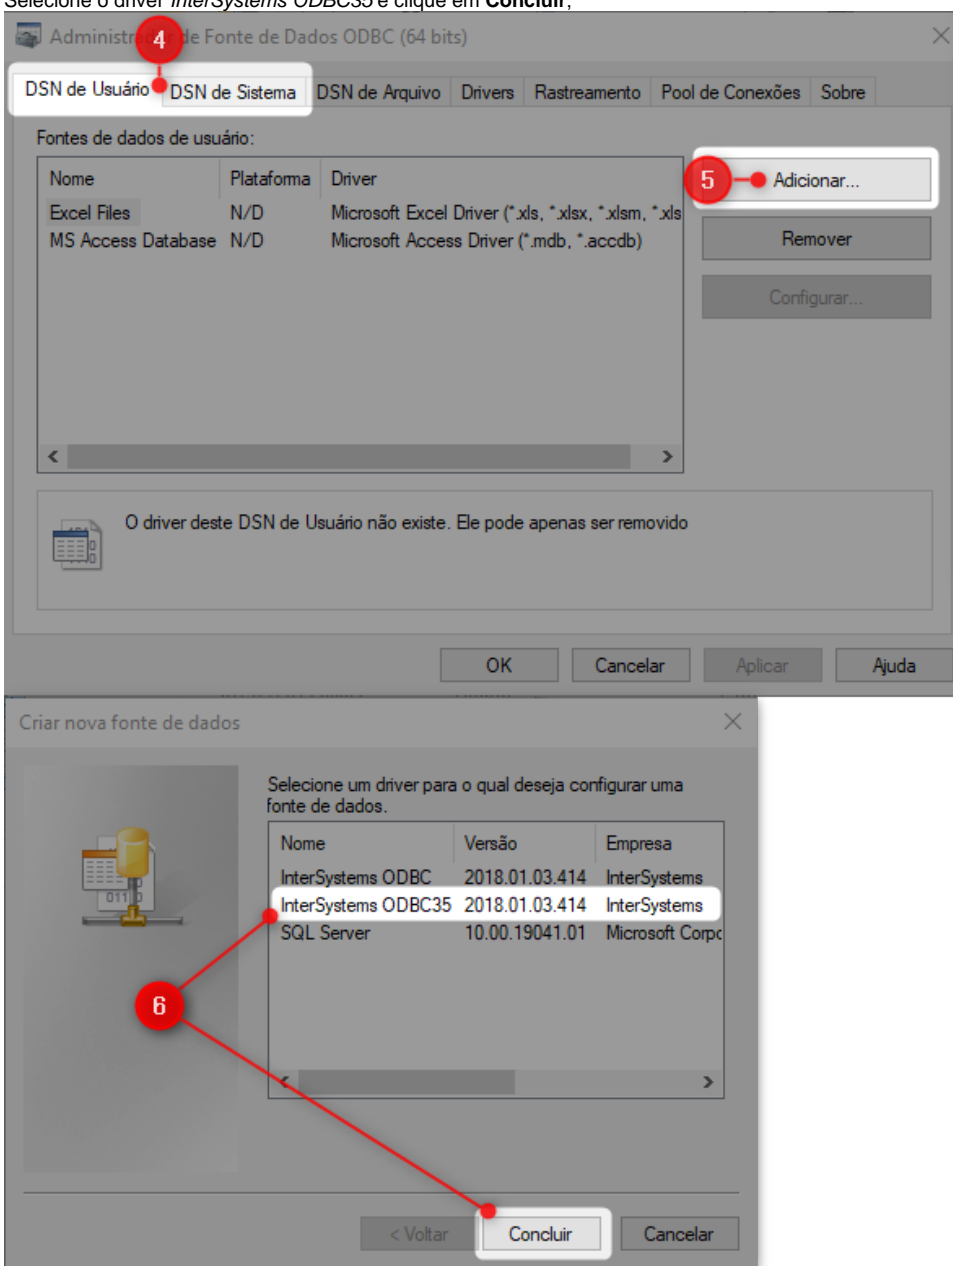 Selecione o driver InterSystems ODBC35 e clique em Concluir;
Administr 4 de Fonte de Dados ODBC (64 bits)
DSN de Usuário DSN de Sistema DSN de Arquivo Drivers Rastreamento Pool de Conexões Sobre
Fontes de dados de usuário:
Nome Plataforma Driver
Excel Files N/D Microsoft Excel Driver (*.xls, *.xlsx, *.xlsm, *.xls
MS Access Database N/D Microsoft Access Driver (*.mdb, *.accdb)
5 Adicionar...
Remover
Configurar...
O driver deste DSN de Usuário não existe. Ele pode apenas ser removido
OK Cancelar Aplicar Ajuda
Criar nova fonte de dados
Selecione um driver para o qual deseja configurar uma
fonte de dados.
Nome Versão Empresa
InterSystems ODBC 2018.01.03.414 InterSystems
InterSystems ODBC35 2018.01.03.414 InterSystems
SQL Server 10.00.19041.01 Microsoft Corpo
6
< Voltar Concluir Cancelar